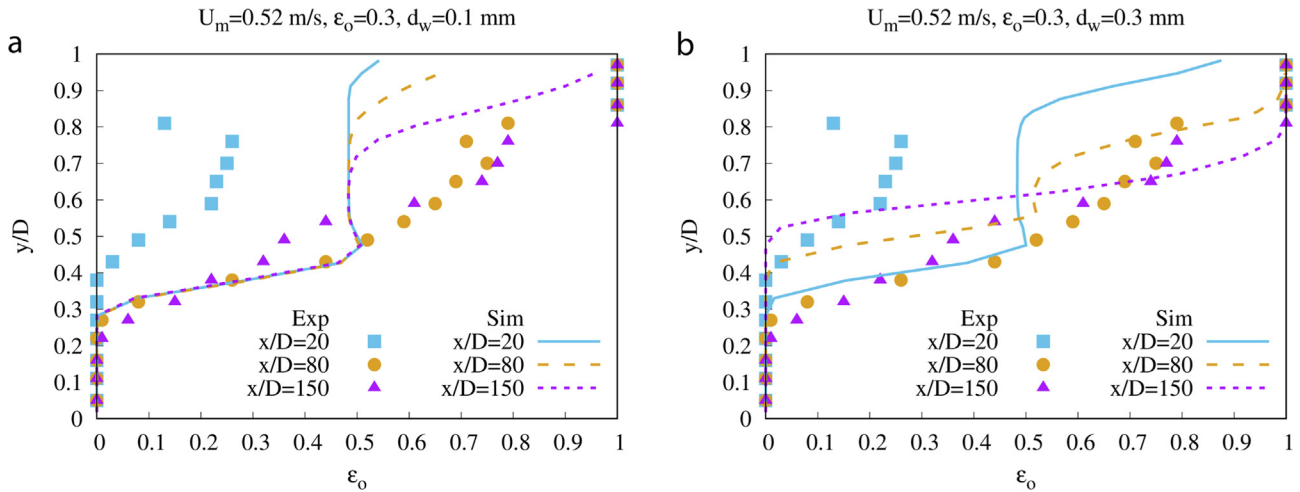 a
U_m=0.52 m/s, ε_o=0.3, d_w=0.1 mm
y/D
1
0.9
0.8
0.7
0.6
0.5
0.4
0.3
0.2
0.1
0
Exp Sim
x/D=20 x/D=20
x/D=80 x/D=80
x/D=150 x/D=150
0 0.1 0.2 0.3 0.4 0.5 0.6 0.7 0.8 0.9 1
ε_o
b
U_m=0.52 m/s, ε_o=0.3, d_w=0.3 mm
y/D
1
0.9
0.8
0.7
0.6
0.5
0.4
0.3
0.2
0.1
0
Exp Sim
x/D=20 x/D=20
x/D=80 x/D=80
x/D=150 x/D=150
0 0.1 0.2 0.3 0.4 0.5 0.6 0.7 0.8 0.9 1
ε_o